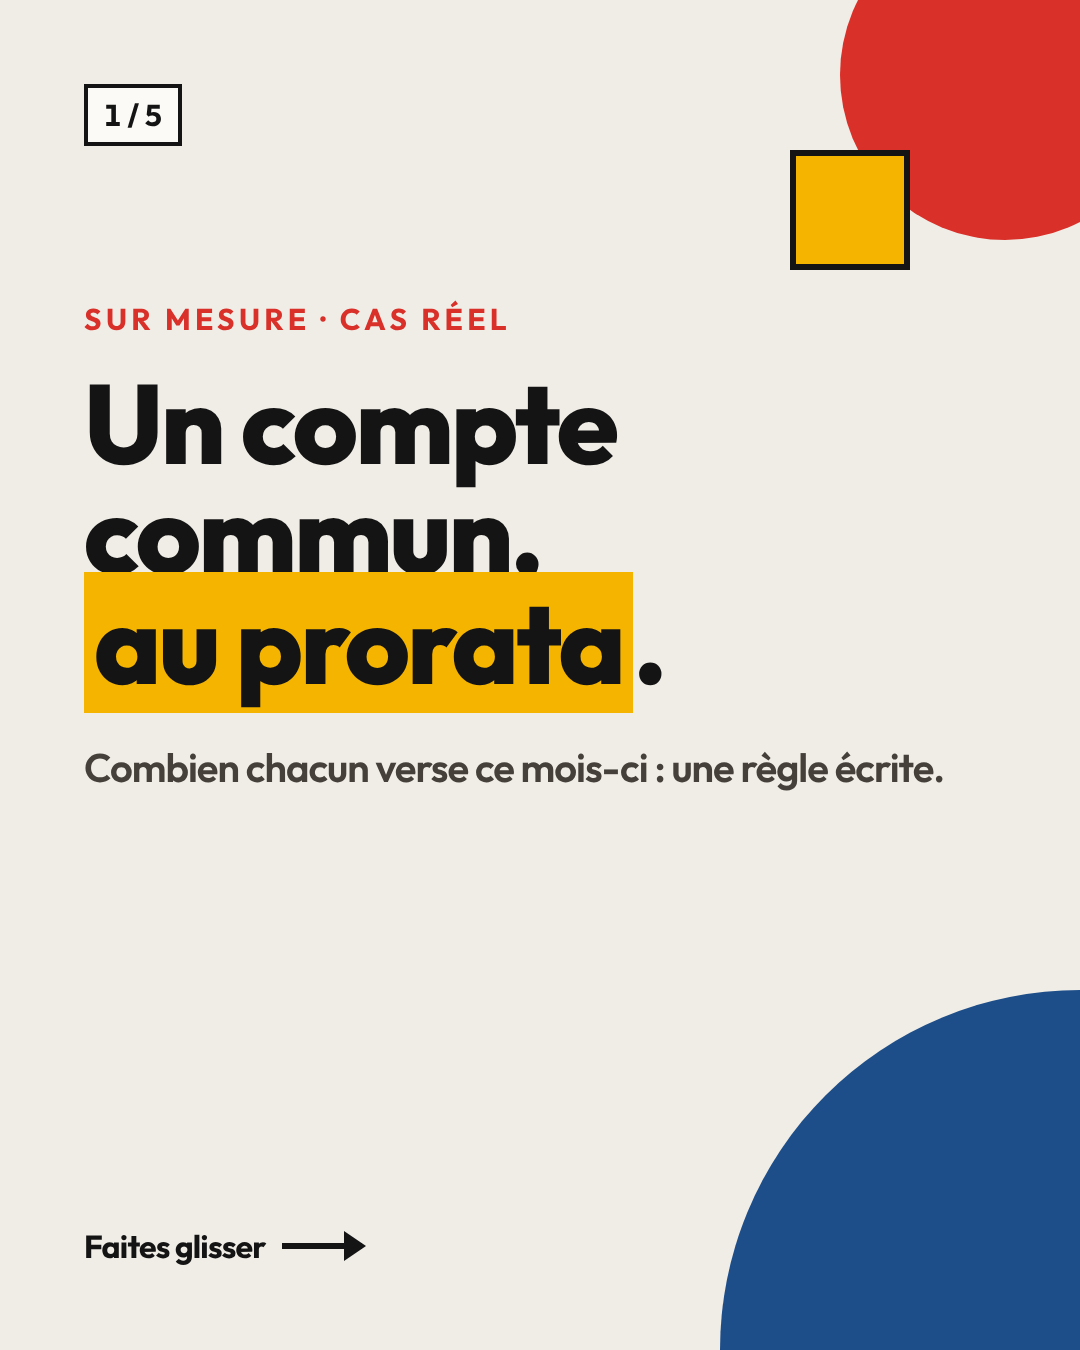 1/5
SUR MESURE · CAS RÉEL
Un compte
commun.
au prorata.
Combien chacun verse ce mois-ci : une règle écrite.
Faites glisser